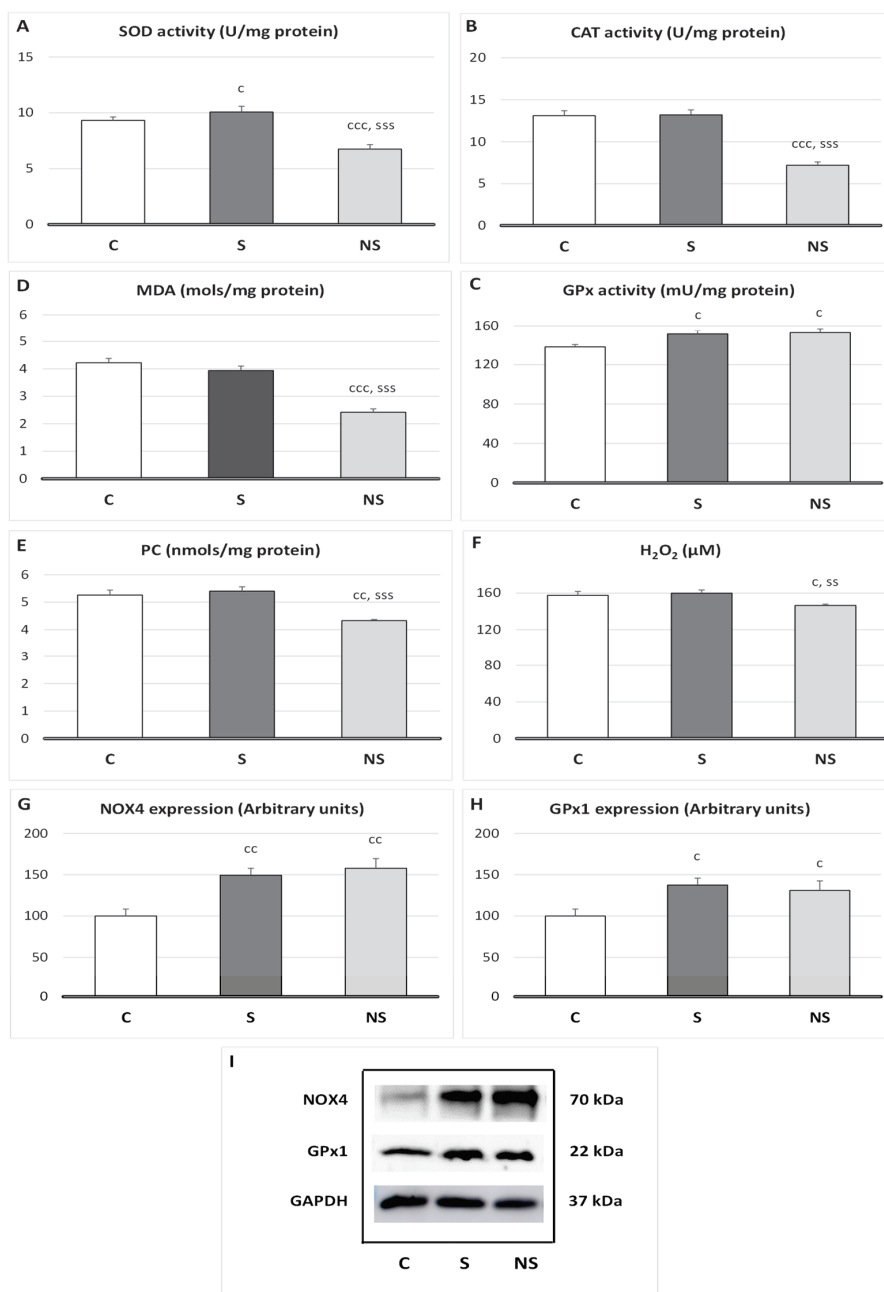 A
SOD activity (U/mg protein)
15
10
5
0
c
ccc, sss
C S NS
B
CAT activity (U/mg protein)
20
15
10
5
0
ccc, sss
C S NS
D
MDA (mols/mg protein)
6
5
4
3
2
1
0
ccc, sss
C S NS
C
GPx activity (mU/mg protein)
160
120
80
40
0
c
c
C S NS
E
PC (nmols/mg protein)
6
5
4
3
2
1
0
cc, sss
C S NS
F
H₂O₂ (µM)
160
120
80
40
0
c, ss
C S NS
G
NOX4 expression (Arbitrary units)
200
150
100
50
0
cc
cc
C S NS
H
GPx1 expression (Arbitrary units)
200
150
100
50
0
c
c
C S NS
I
NOX4 70 kDa
GPx1 22 kDa
GAPDH 37 kDa
C S NS